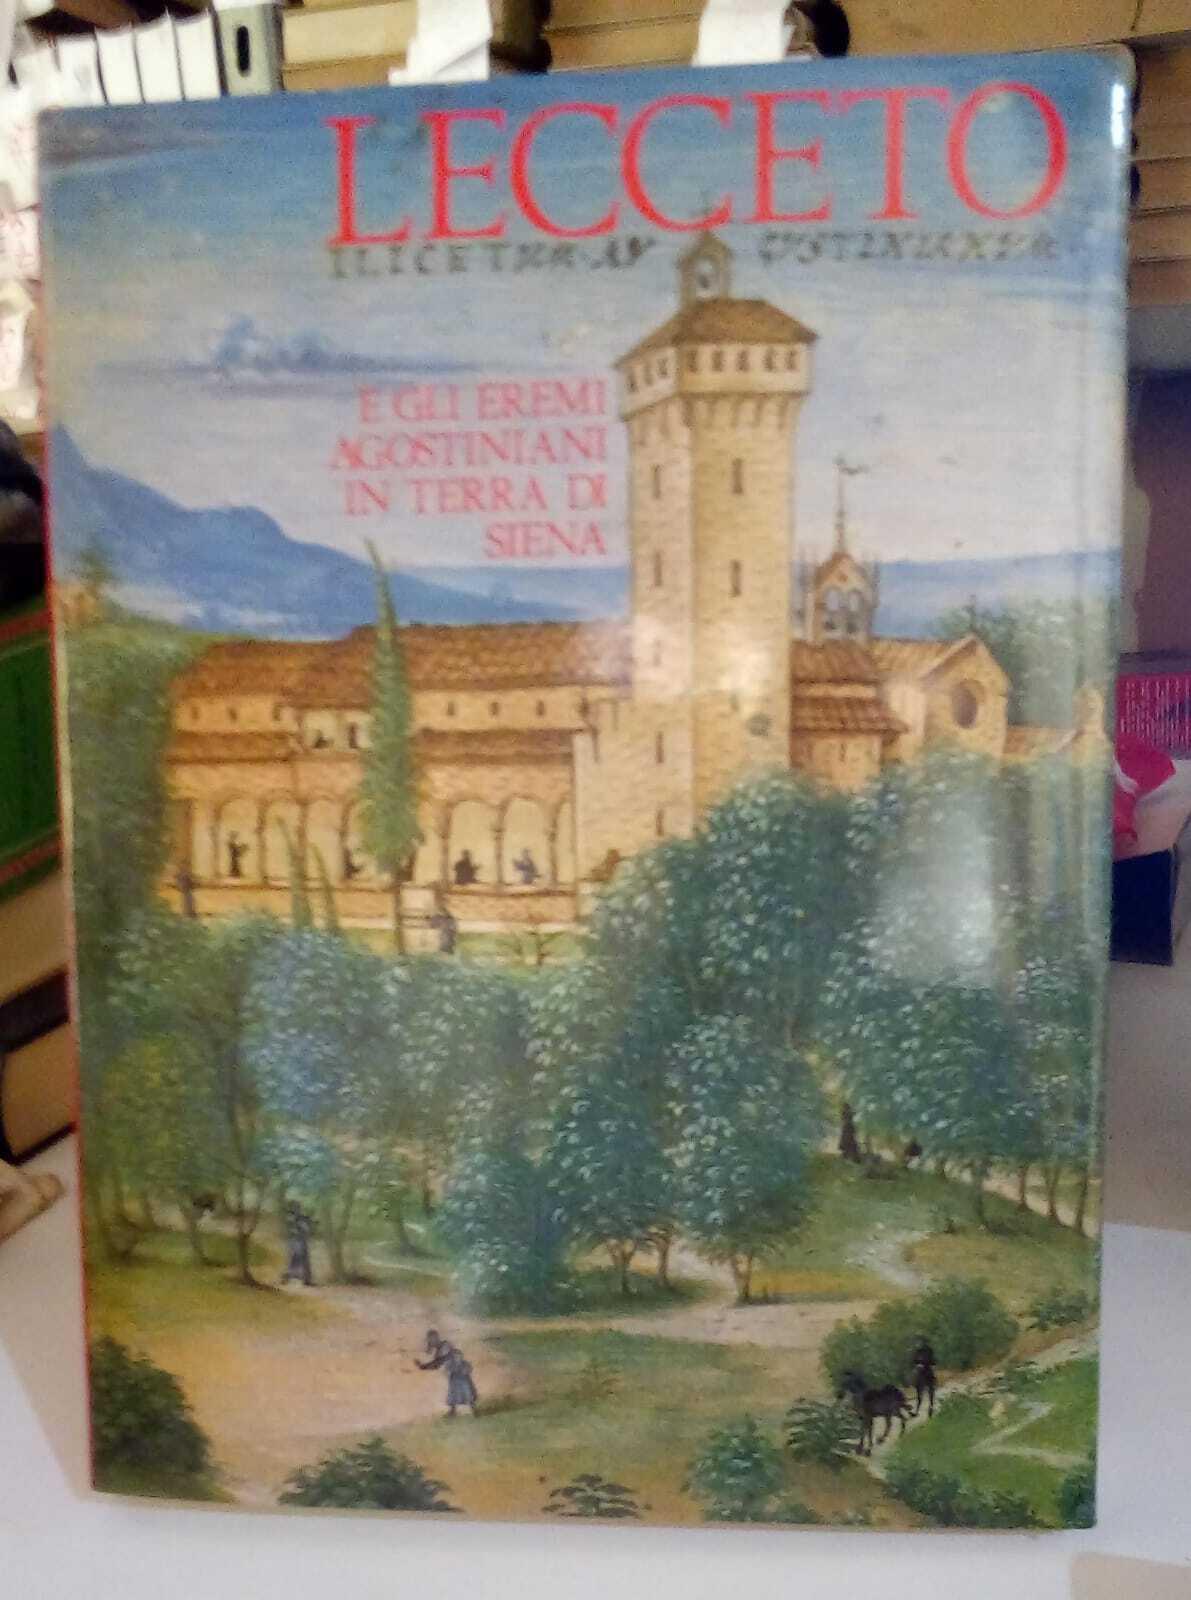 LECCETO
E GLI EREMI
AGOSTINIANI
IN TERRA DI
SIENA